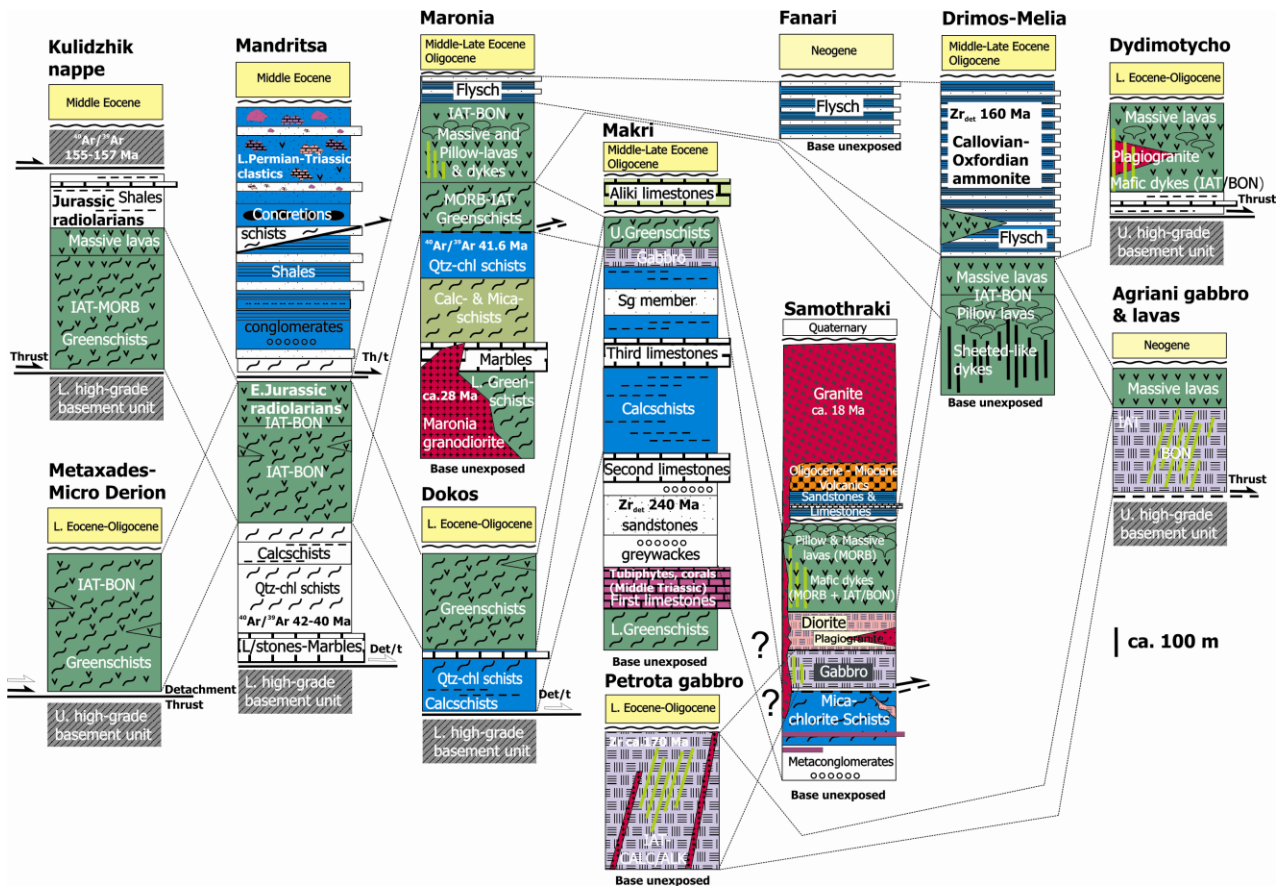 Kulidzhik
nappe
Middle Eocene
⁴⁰Ar/³⁹Ar
155-157 Ma
Shales
Jurassic
radiolarians
Massive lavas
IAT-MORB
Greenschists
Thrust
L. high-grade
basement unit
Metaxades-
Micro Derion
L. Eocene-Oligocene
IAT-BON
Greenschists
Detachment
Thrust
U. high-grade
basement unit
Mandritsa
Middle Eocene
L.Permian-Triassic
clastics
Concretions
schists
Shales
conglomerates
Th/t
E.Jurassic
radiolarians
IAT-BON
IAT-BON
Calcschists
Qtz-chl schists
⁴⁰Ar/³⁹Ar 42-40 Ma
L/stones-Marbles
Det/t
L. high-grade
basement unit
Maronia
Middle-Late Eocene
Oligocene
Flysch
IAT-BON
Massive and
Pillow-lavas
& dykes
MORB-IAT
Greenschists
⁴⁰Ar/³⁹Ar 41.6 Ma
Qtz-chl schists
Calc- & Mica-
schists
Marbles
L. Green-
schists
ca.28 Ma
Maronia
granodiorite
Base unexposed
Dokos
L. Eocene-Oligocene
Greenschists
Qtz-chl schists
Calcschists
Det/t
L. high-grade
basement unit
Makri
Middle-Late Eocene
Oligocene
Aliki limestones
U.Greenschists
Gabbro
Sg member
Third limestones
Calcschists
Second limestones
Zr det 240 Ma
sandstones
greywackes
Tubiphytes, corals
(Middle Triassic)
First limestones
L.Greenschists
Base unexposed
Petrota gabbro
L. Eocene-Oligocene
Zr ca.170 Ma
IAT
CALC/ALK
Base unexposed
Fanari
Neogene
Flysch
Base unexposed
Samothraki
Quaternary
Granite
ca. 18 Ma
Oligocene - Miocene
Volcanics
Sandstones &
Limestones
Pillow & Massive
lavas (MORB)
Mafic dykes
(MORB + IAT/BON)
Diorite
Plagiogranite
?
Gabbro
?
Mica-
chlorite Schists
Metaconglomerates
Base unexposed
Drimos-Melia
Middle-Late Eocene
Oligocene
Zr det 160 Ma
Callovian-
Oxfordian
ammonite
Flysch
Massive lavas
IAT-BON
Pillow lavas
Sheeted-like
dykes
Base unexposed
Dydimotycho
L. Eocene-Oligocene
Massive lavas
Plagiogranite
Mafic dykes (IAT/BON)
Thrust
U. high-grade
basement unit
Agriani gabbro
& lavas
Neogene
Massive lavas
IAT
BON
Thrust
U. high-grade
basement unit
ca. 100 m